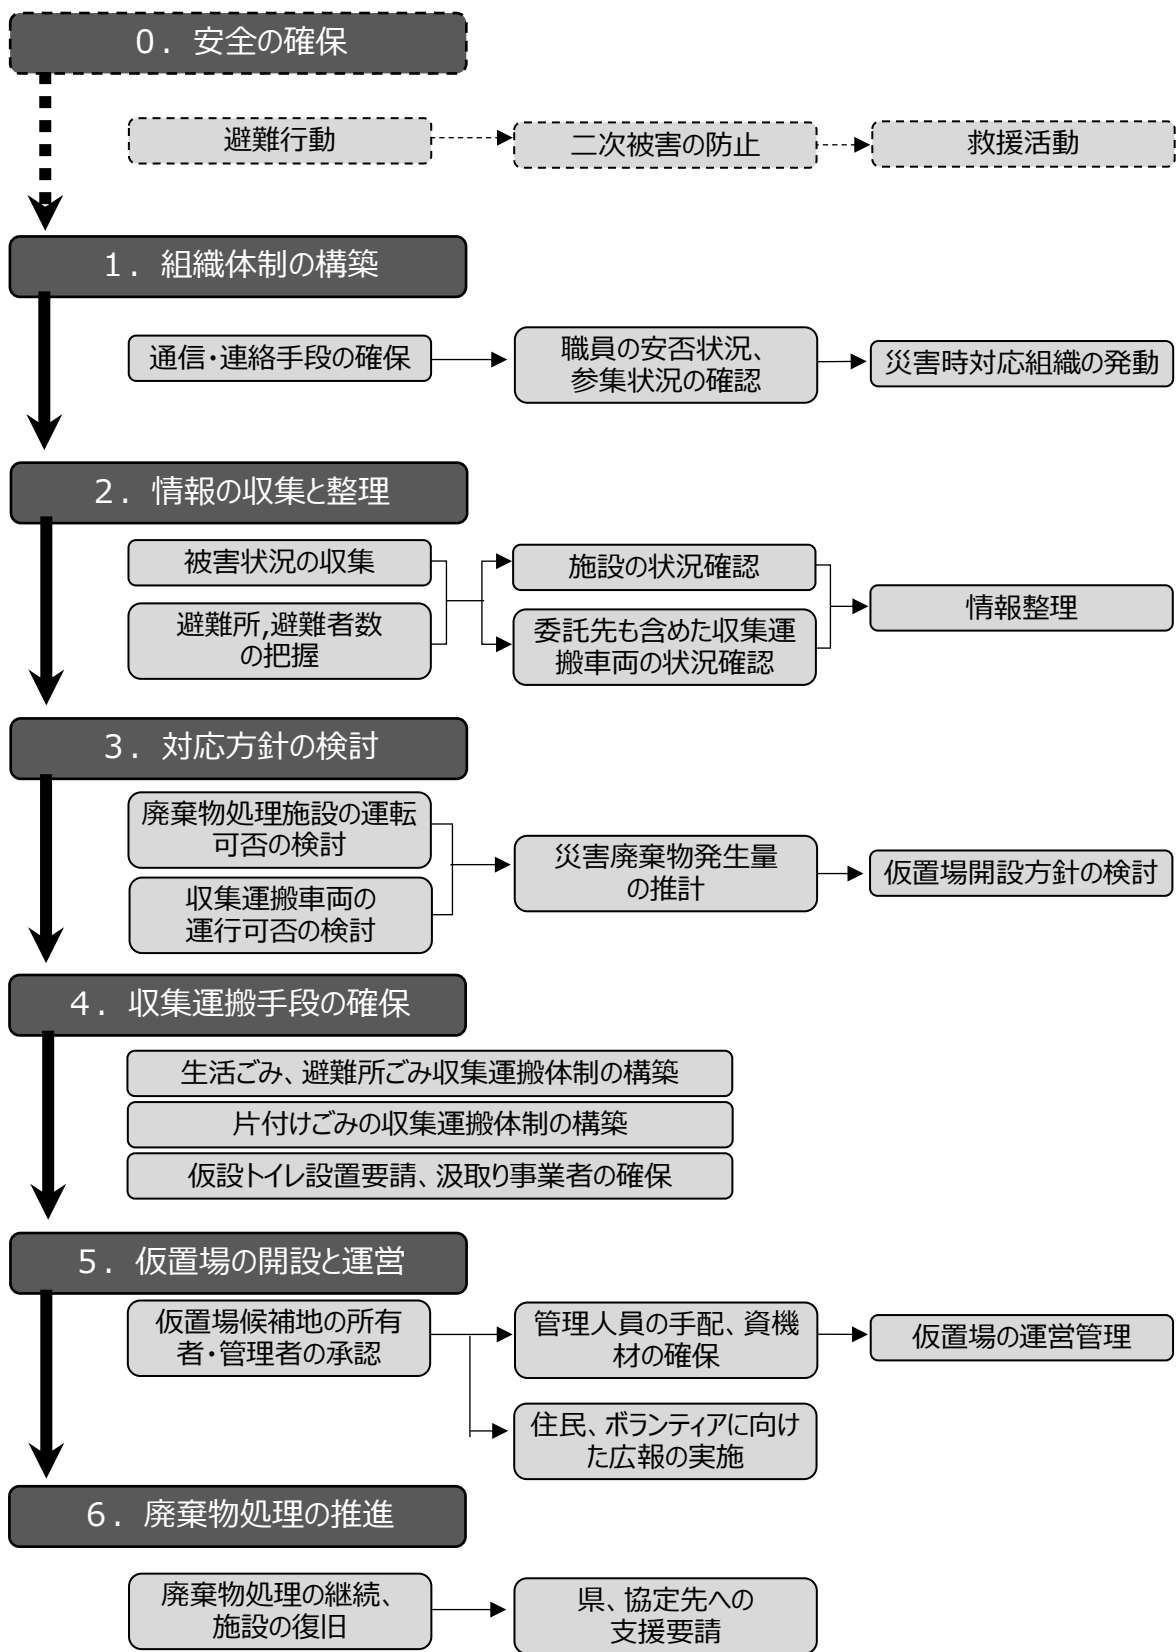 ０．安全の確保
避難行動
二次被害の防止
救援活動
１．組織体制の構築
通信・連絡手段の確保
職員の安否状況、
参集状況の確認
災害時対応組織の発動
２．情報の収集と整理
被害状況の収集
避難所,避難者数
の把握
施設の状況確認
委託先も含めた収集運
搬車両の状況確認
情報整理
３．対応方針の検討
廃棄物処理施設の運転
可否の検討
収集運搬車両の
運行可否の検討
災害廃棄物発生量
の推計
仮置場開設方針の検討
４．収集運搬手段の確保
生活ごみ、避難所ごみ収集運搬体制の構築
片付けごみの収集運搬体制の構築
仮設トイレ設置要請、汲取り事業者の確保
５．仮置場の開設と運営
仮置場候補地の所有
者・管理者の承認
管理人員の手配、資機
材の確保
仮置場の運営管理
住民、ボランティアに向け
た広報の実施
６．廃棄物処理の推進
廃棄物処理の継続、
施設の復旧
県、協定先への
支援要請